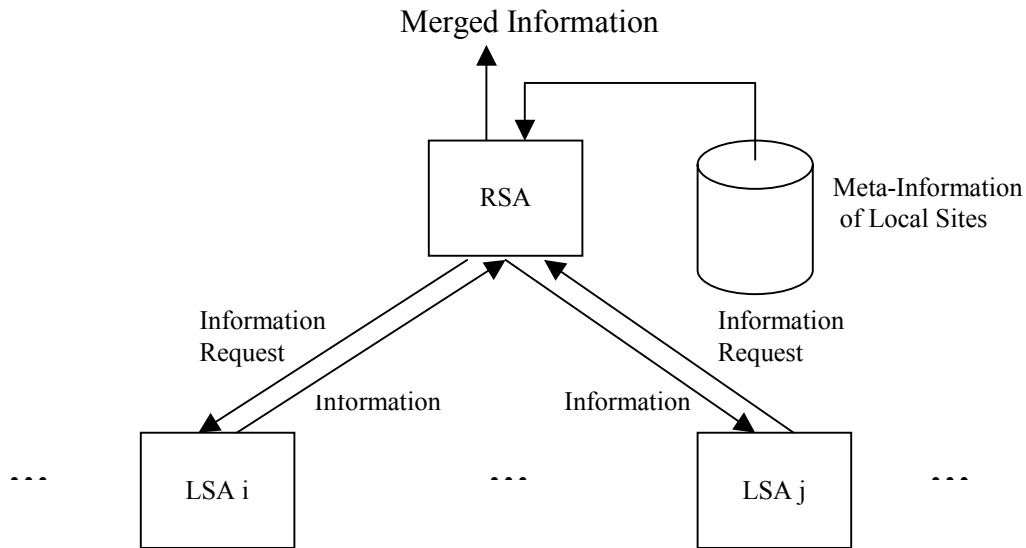 Merged Information
RSA
Meta-Information
of Local Sites
Information
Request
Information
Request
Information
Information
... 
LSA i
...
LSA j
...